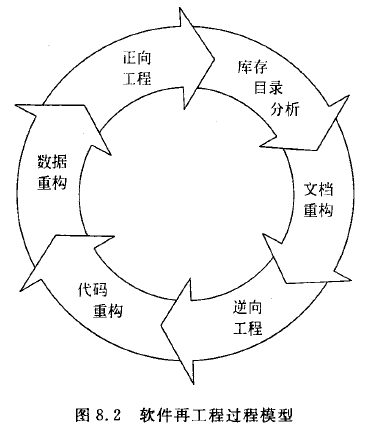 正向
工程
库存
目录
分析
文档
重构
逆向
工程
代码
重构
数据
重构
图 8.2 软件再工程过程模型